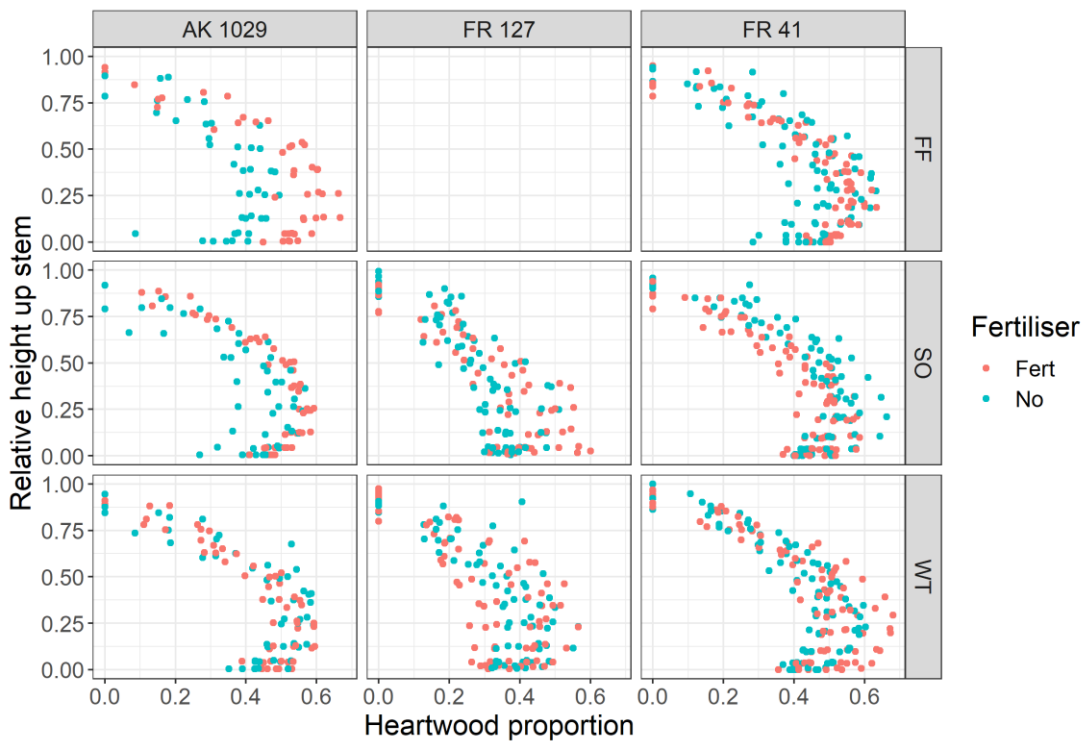 AK 1029 FR 127 FR 41
1.00
0.75
0.50
0.25
0.00
FF
1.00
0.75
0.50
0.25
0.00
SO
1.00
0.75
0.50
0.25
0.00
WT
0.0 0.2 0.4 0.6 0.0 0.2 0.4 0.6 0.0 0.2 0.4 0.6
Heartwood proportion
Relative height up stem
Fertiliser
Fert
No